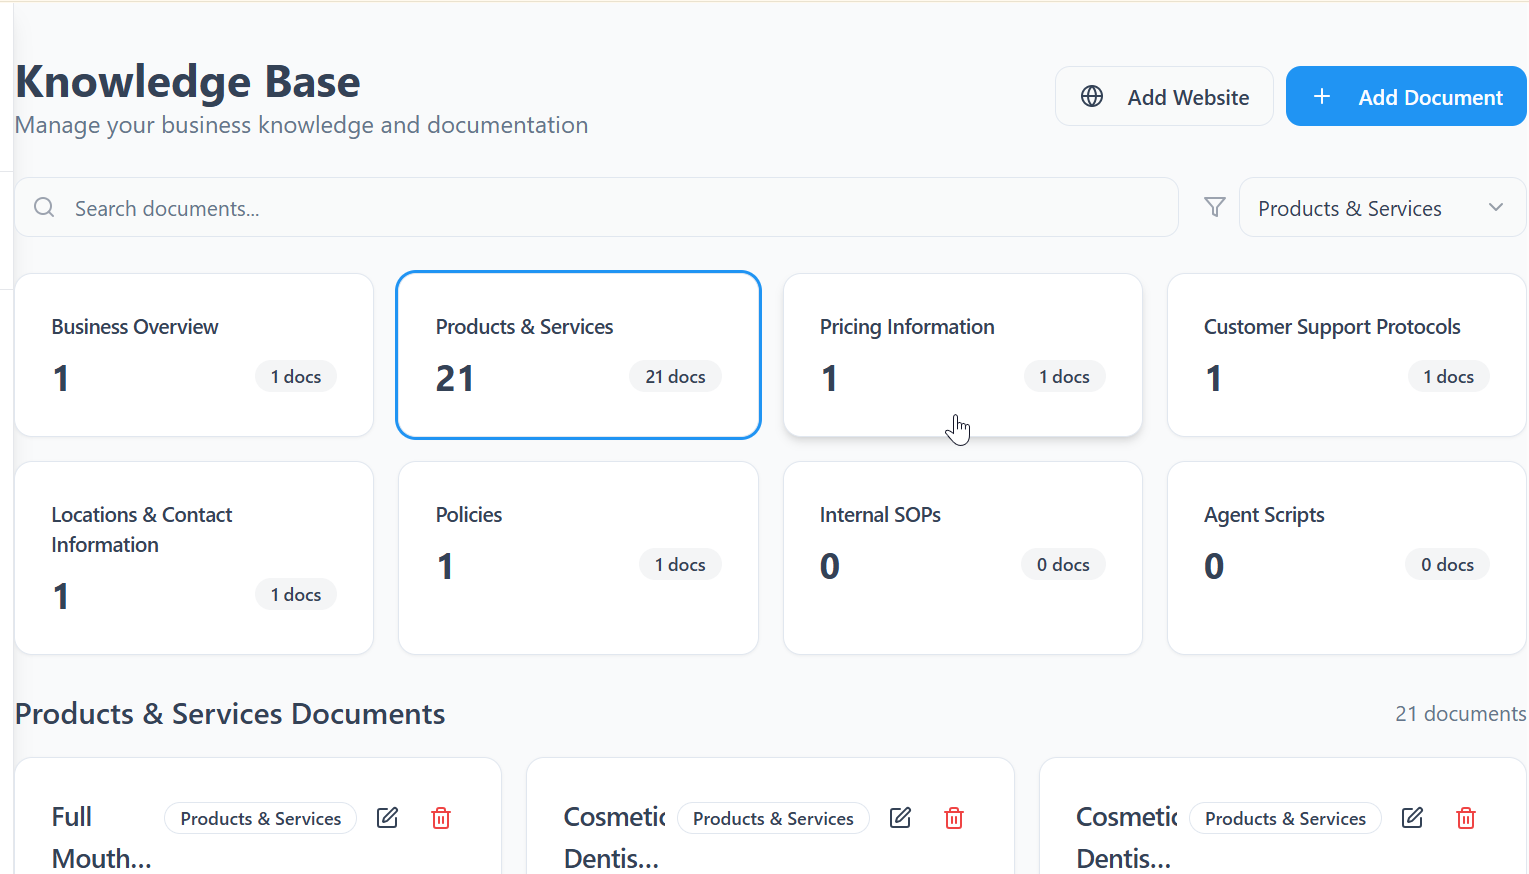 Knowledge Base
Manage your business knowledge and documentation
Add Website
Add Document
Search documents...
Products & Services
Business Overview
1
1 docs
Products & Services
21
21 docs
Pricing Information
1
1 docs
Customer Support Protocols
1
1 docs
Locations & Contact
Information
1
1 docs
Policies
1
1 docs
Internal SOPs
0
0 docs
Agent Scripts
0
0 docs
Products & Services Documents
21 documents
Full
Mouth...
Products & Services
Cosmetic
Dentis...
Products & Services
Cosmetic
Dentis...
Products & Services